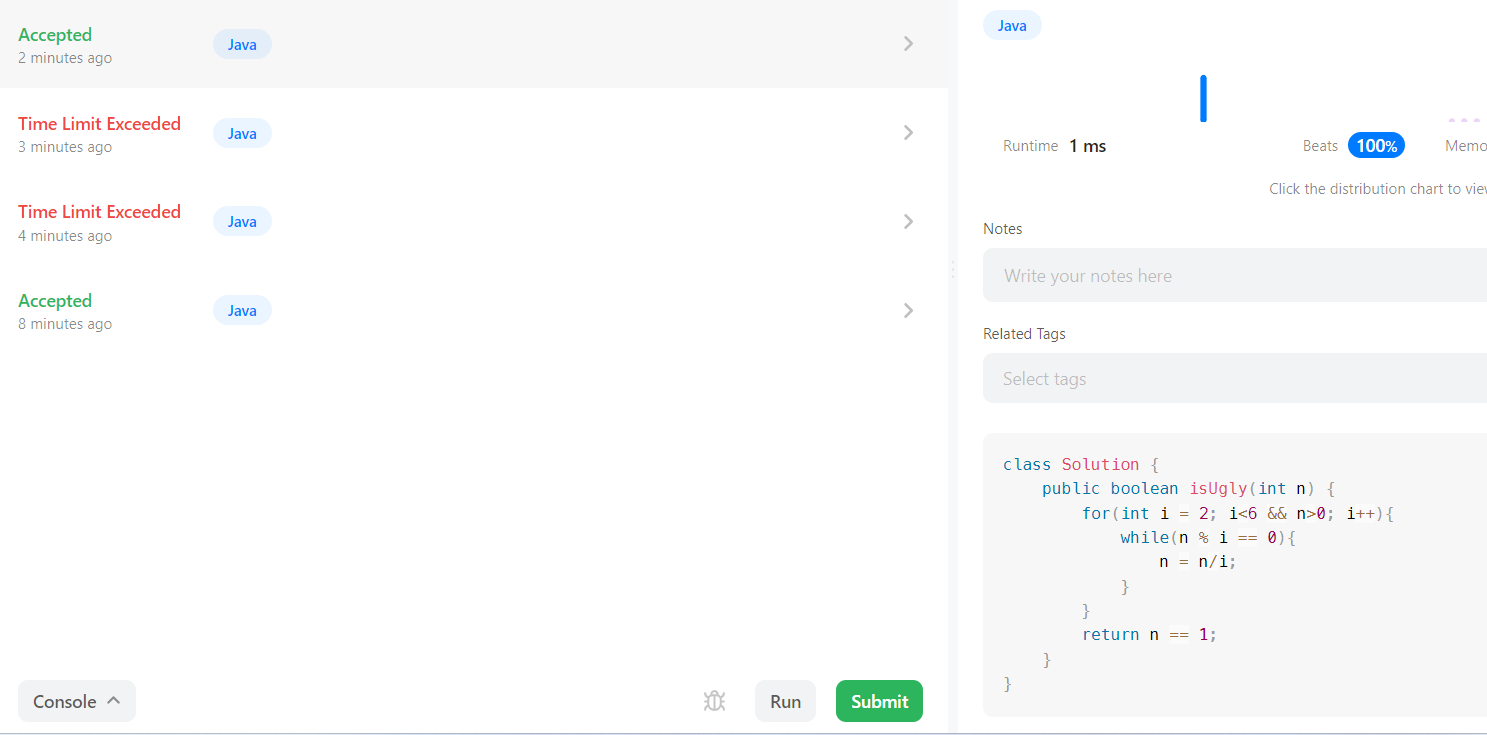 Accepted
2 minutes ago
Java
Time Limit Exceeded
3 minutes ago
Java
Time Limit Exceeded
4 minutes ago
Java
Accepted
8 minutes ago
Java
Console
Run
Submit
Java
Runtime 1 ms
Beats 100%
Memo
Click the distribution chart to view
Notes
Write your notes here
Related Tags
Select tags
class Solution {
    public boolean isUgly(int n) {
        for(int i = 2; i<6 && n>0; i++){
            while(n % i == 0){
                n = n/i;
            }
        }
        return n == 1;
    }
}